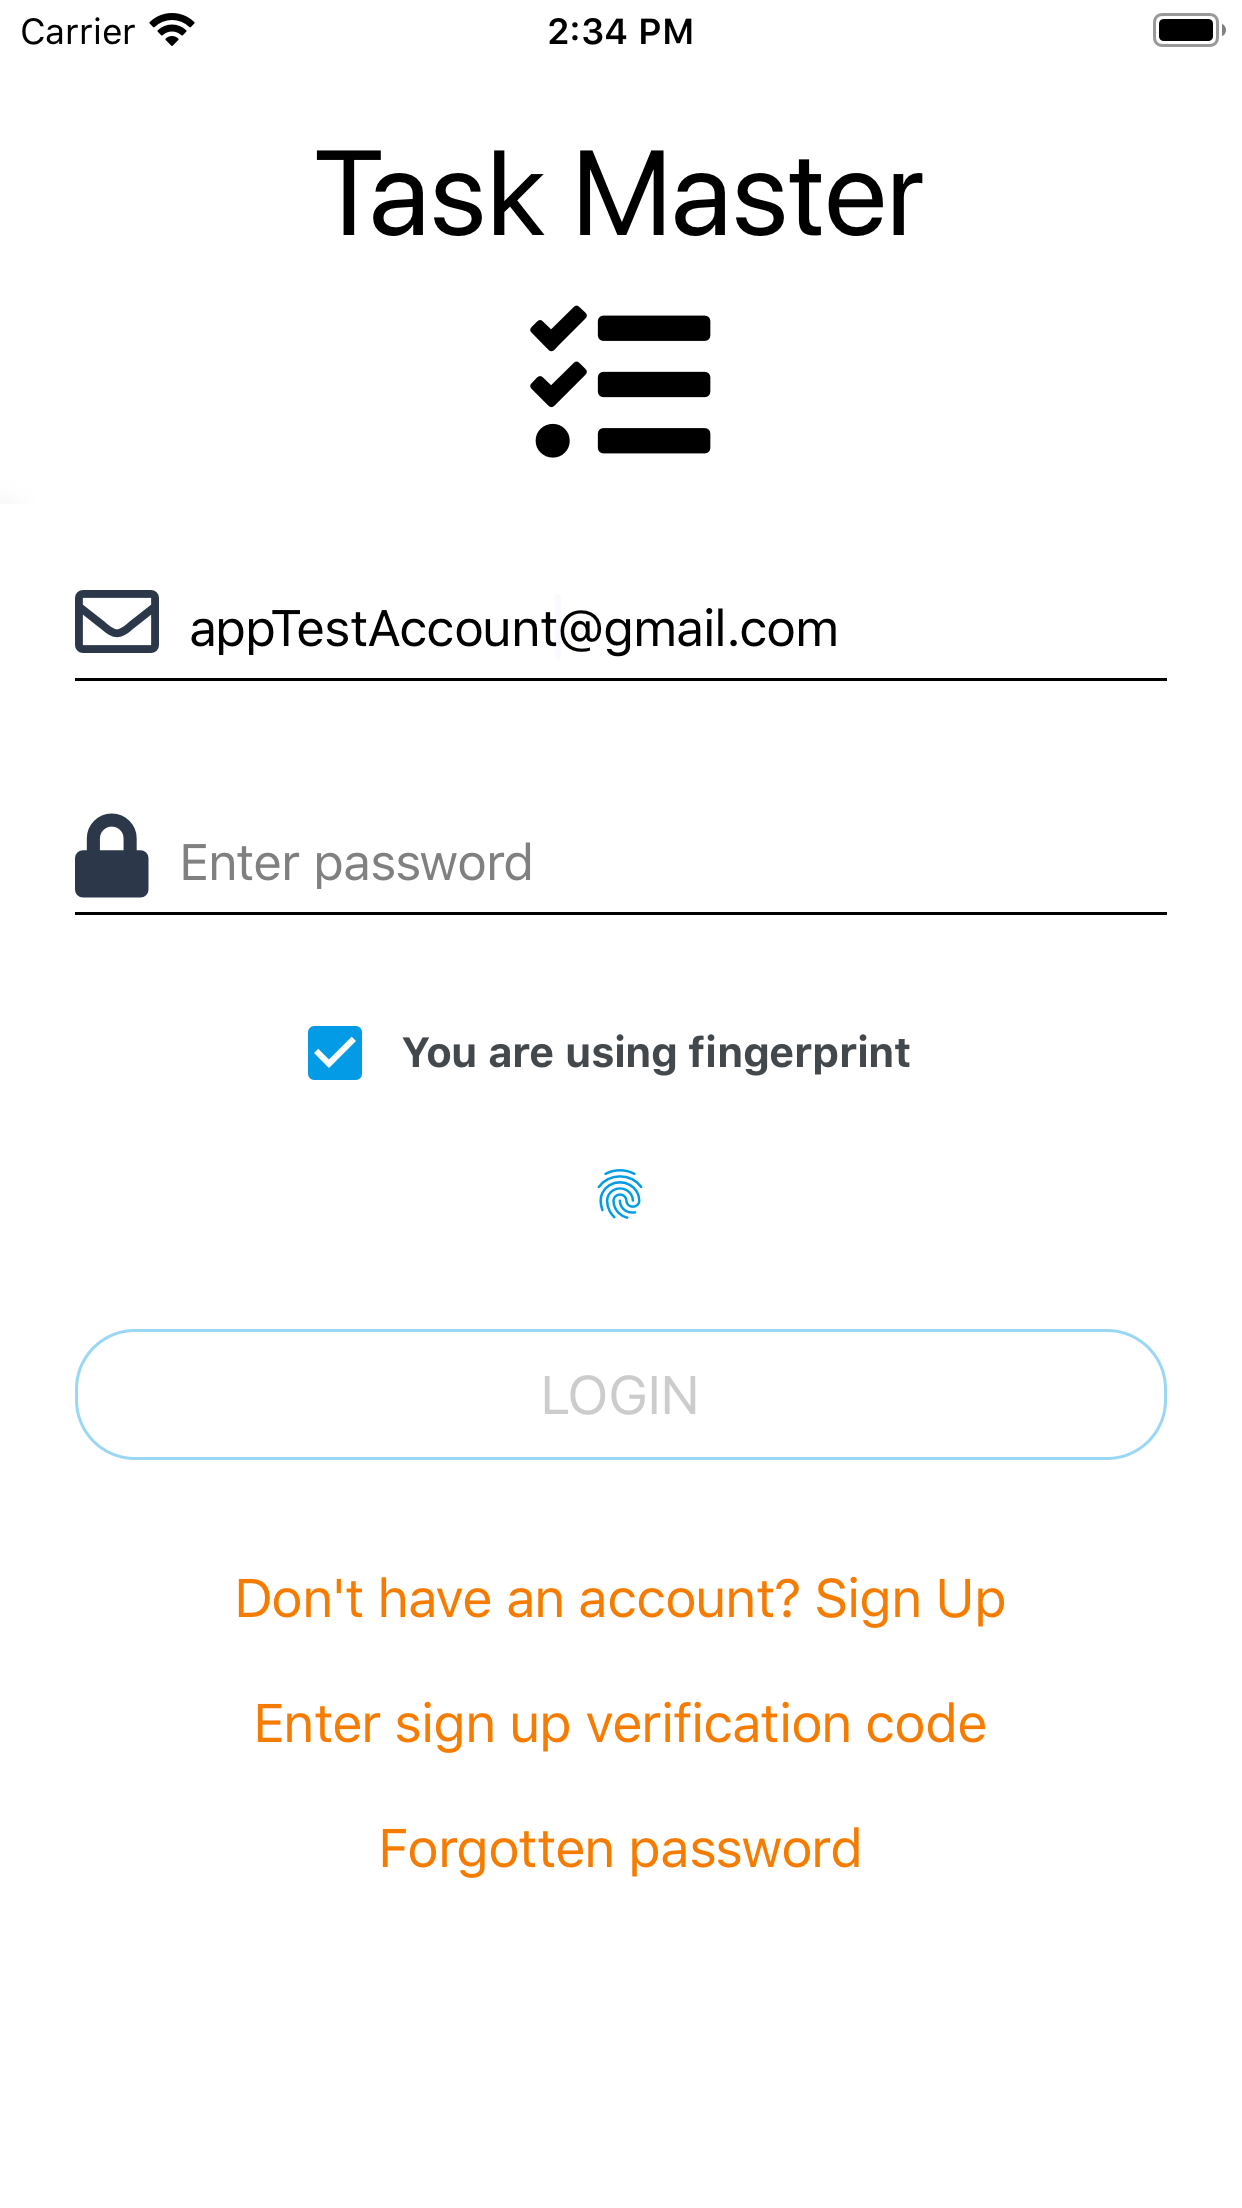 Carrier 2:34 PM
Task Master
appTestAccount@gmail.com
Enter password
You are using fingerprint
LOGIN
Don't have an account? Sign Up
Enter sign up verification code
Forgotten password